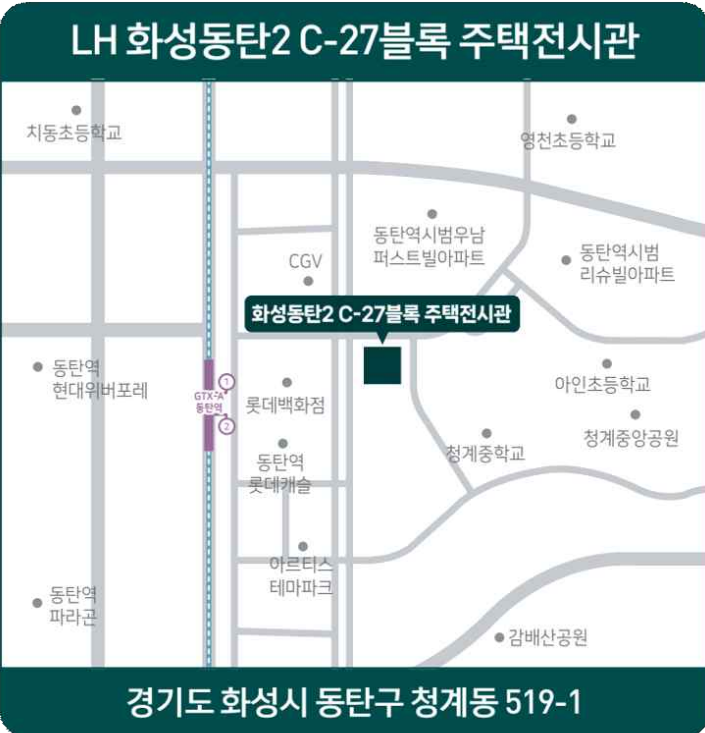 LH 화성동탄2 C-27블록 주택전시관
치동초등학교
영천초등학교
동탄역시범우남
퍼스트빌아파트
동탄역시범
리슈빌아파트
CGV
화성동탄2 C-27블록 주택전시관
동탄역
현대위버포레
GTX-A
동탄역
1
2
롯데백화점
아인초등학교
청계중앙공원
청계중학교
동탄역
롯데캐슬
아르티스
테마파크
동탄역
파라곤
감배산공원
경기도 화성시 동탄구 청계동 519-1